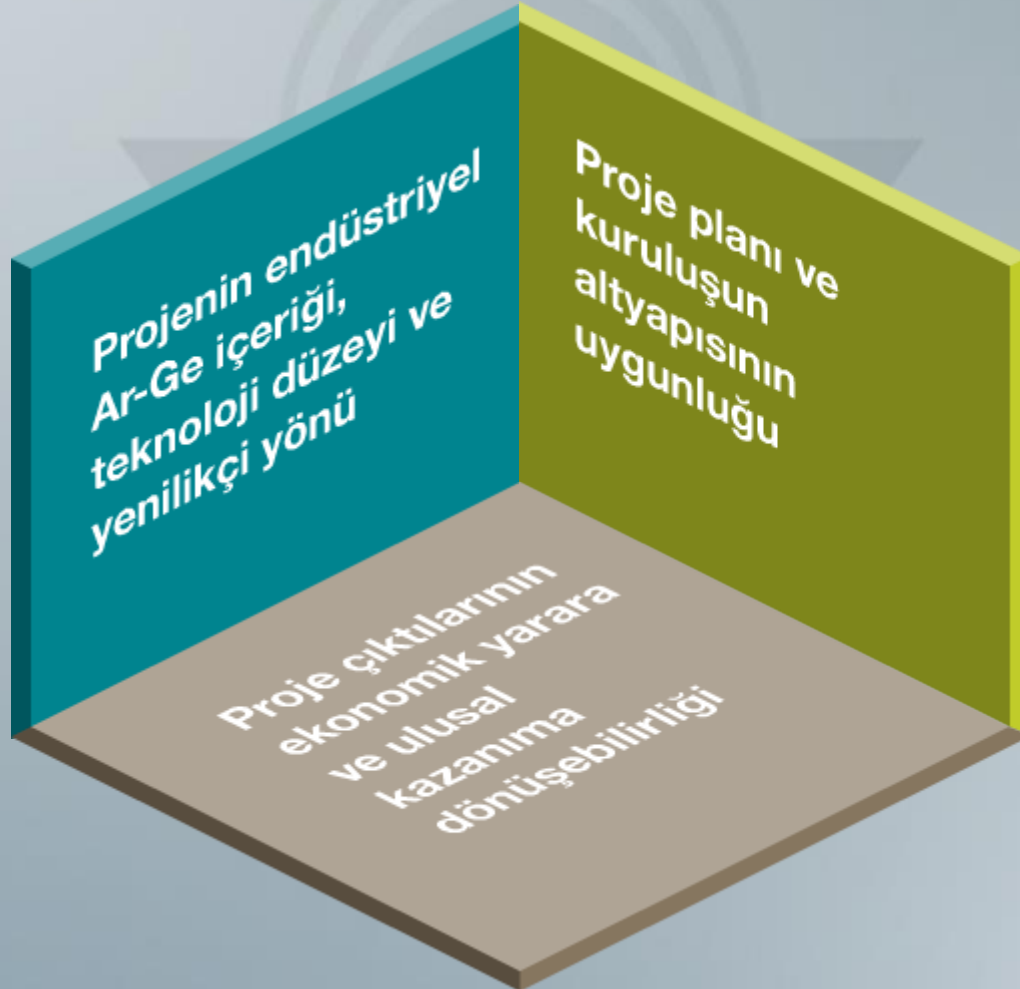 Projenin endüstriyel
Ar-Ge içeriği,
teknoloji düzeyi ve
yenilikçi yönü
Proje planı ve
kuruluşun
altyapısının
uygunluğu
Proje çıktılarının
ekonomik yarara
ve ulusal
kazanıma
dönüşebilirliği